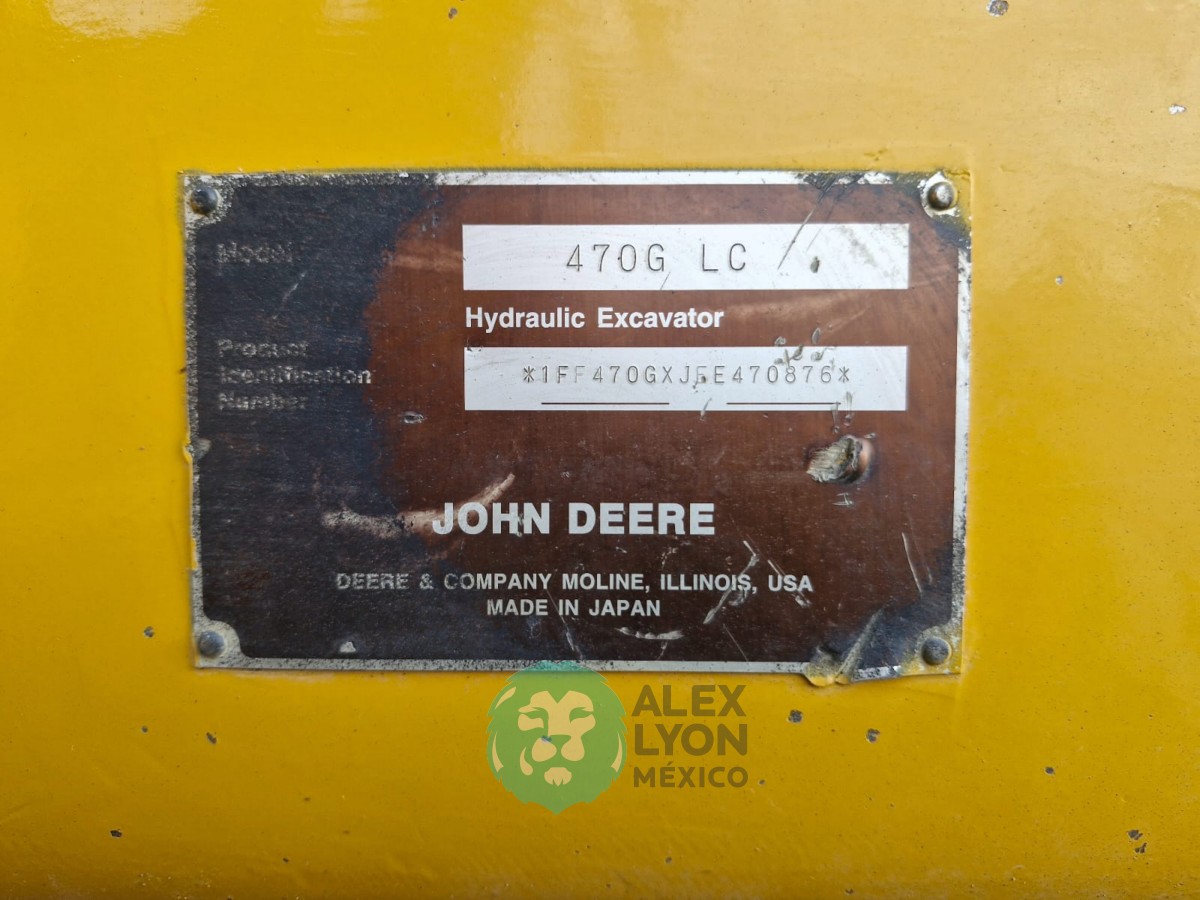 Model 470G LC
Hydraulic Excavator
Product
Identification
Number
*1FF470GXJEE470876*
JOHN DEERE
DEERE & COMPANY MOLINE, ILLINOIS, USA
MADE IN JAPAN
ALEX
LYON
MÉXICO